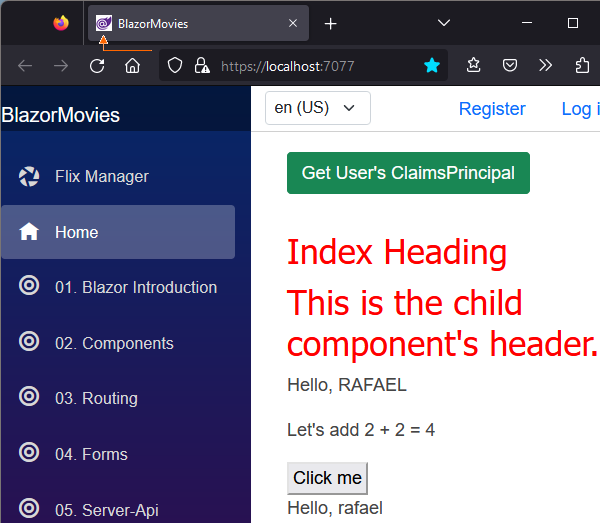 BlazorMovies
https://localhost:7077
BlazorMovies
en (US)
Register
Log i
Flix Manager
Home
01. Blazor Introduction
02. Components
03. Routing
04. Forms
05. Server-Api
Get User's ClaimsPrincipal
Index Heading
This is the child
component's header.
Hello, RAFAEL
Let's add 2 + 2 = 4
Click me
Hello, rafael